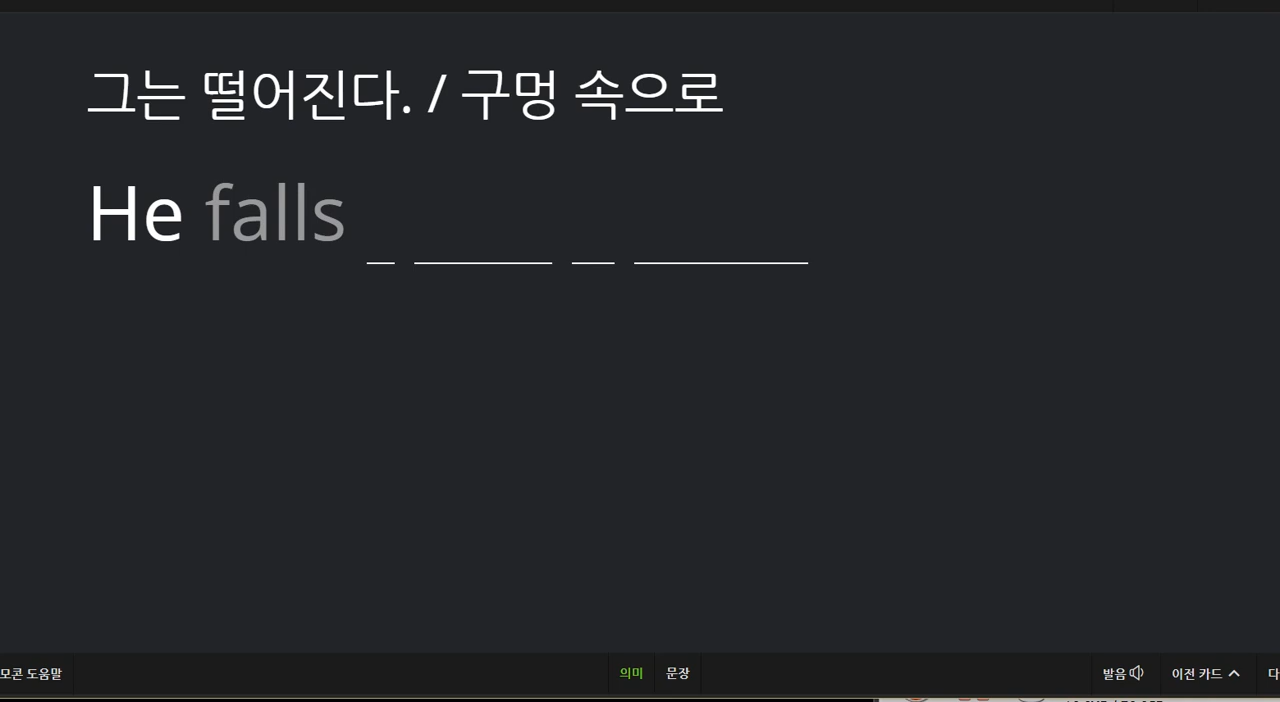 그는 떨어진다. / 구멍 속으로
He falls
모콘 도움말
의미
문장
발음
이전 카드
다